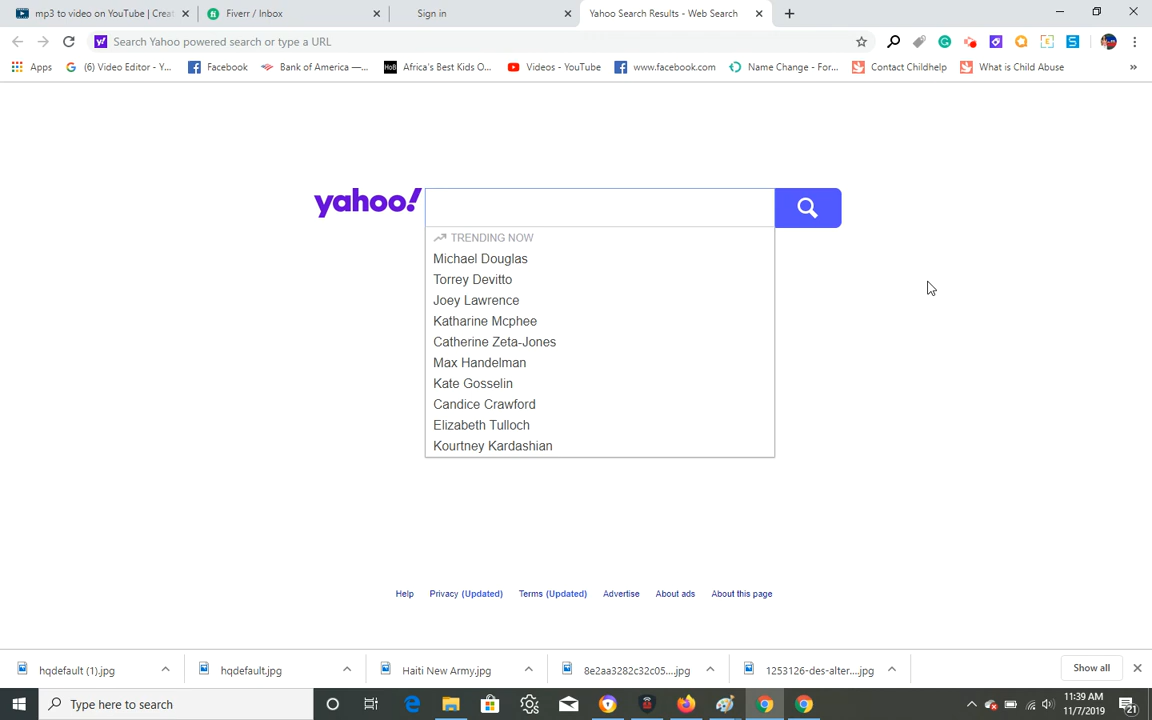 mp3 to video on YouTube | Creat
Fiverr / Inbox
Sign in
Yahoo Search Results - Web Search
Search Yahoo powered search or type a URL
Apps
(6) Video Editor - Y...
Facebook
Bank of America —...
HoB
Africa's Best Kids O...
Videos - YouTube
www.facebook.com
Name Change - For...
Contact Childhelp
What is Child Abuse
yahoo!
TRENDING NOW
Michael Douglas
Torrey Devitto
Joey Lawrence
Katharine Mcphee
Catherine Zeta-Jones
Max Handelman
Kate Gosselin
Candice Crawford
Elizabeth Tulloch
Kourtney Kardashian
Help
Privacy (Updated)
Terms (Updated)
Advertise
About ads
About this page
hqdefault (1).jpg
hqdefault.jpg
Haiti New Army.jpg
8e2aa3282c32c05....jpg
1253126-des-alter....jpg
Show all
Type here to search
11:39 AM
11/7/2019
21